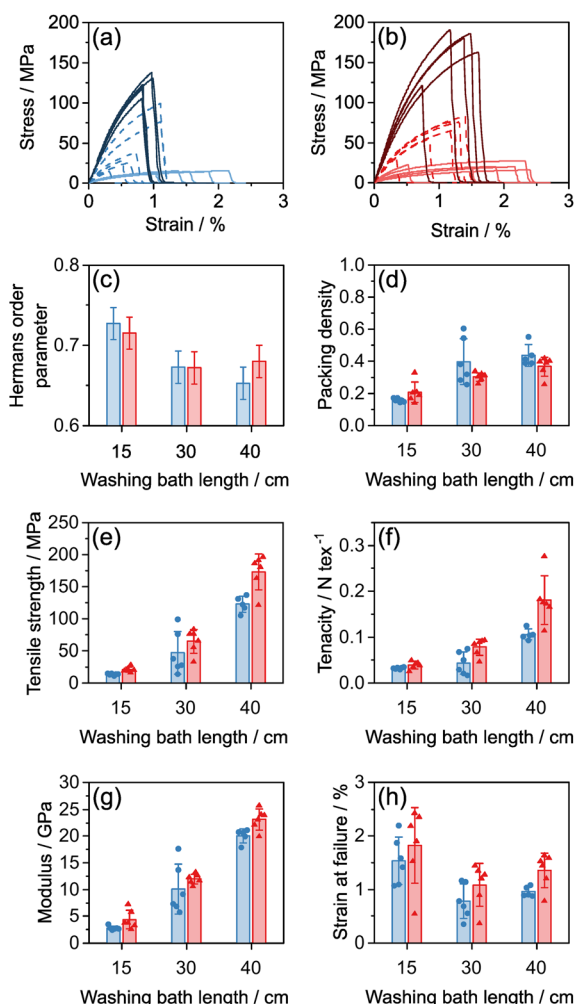 (a)
Stress / MPa
200
150
100
50
0
0 1 2 3
Strain / %
(b)
Stress / MPa
200
150
100
50
0
0 1 2 3
Strain / %
(c)
Hermans order
parameter
0.8
0.7
0.6
15 30 40
Washing bath length / cm
(d)
Packing density
1.0
0.8
0.6
0.4
0.2
0.0
15 30 40
Washing bath length / cm
(e)
Tensile strength / MPa
250
200
150
100
50
0
15 30 40
Washing bath length / cm
(f)
Tenacity / N tex⁻¹
0.3
0.2
0.1
0.0
15 30 40
Washing bath length / cm
(g)
Modulus / GPa
30
25
20
15
10
5
0
15 30 40
Washing bath length / cm
(h)
Strain at failure / %
3
2
1
0
15 30 40
Washing bath length / cm